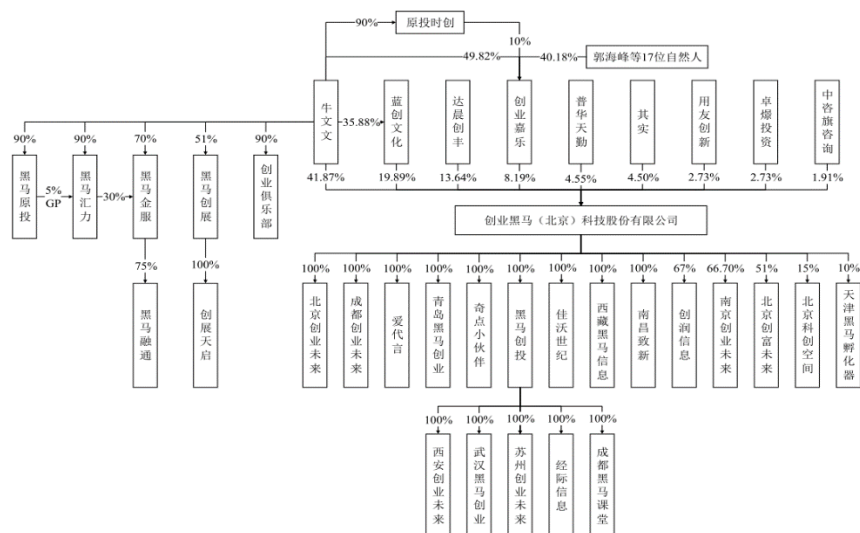 90%
原投时创
10%
49.82%
40.18%
郭海峰等17位自然人
牛文文
35.88%
蓝创文化
达晨创丰
创业嘉乐
普华天勤
其实
用友创新
卓燝投资
中咨旗咨询
90%
90%
70%
51%
90%
黑马原投
5%
GP
黑马汇力
30%
黑马金服
黑马创展
创业俱乐部
41.87%
19.89%
13.64%
8.19%
4.55%
4.50%
2.73%
2.73%
1.91%
创业黑马（北京）科技股份有限公司
75%
100%
黑马融通
创展天启
100%
100%
100%
100%
100%
100%
100%
100%
100%
67%
66.70%
51%
15%
10%
北京创业未来
成都创业未来
爱代言
青岛黑马创业
奇点小伙伴
黑马创投
佳沃世纪
西藏黑马信息
南昌致新
创润信息
南京创业未来
北京创富未来
北京科创空间
天津黑马孵化器
100%
100%
100%
100%
100%
西安创业未来
武汉黑马创业
苏州创业未来
经际信息
成都黑马课堂